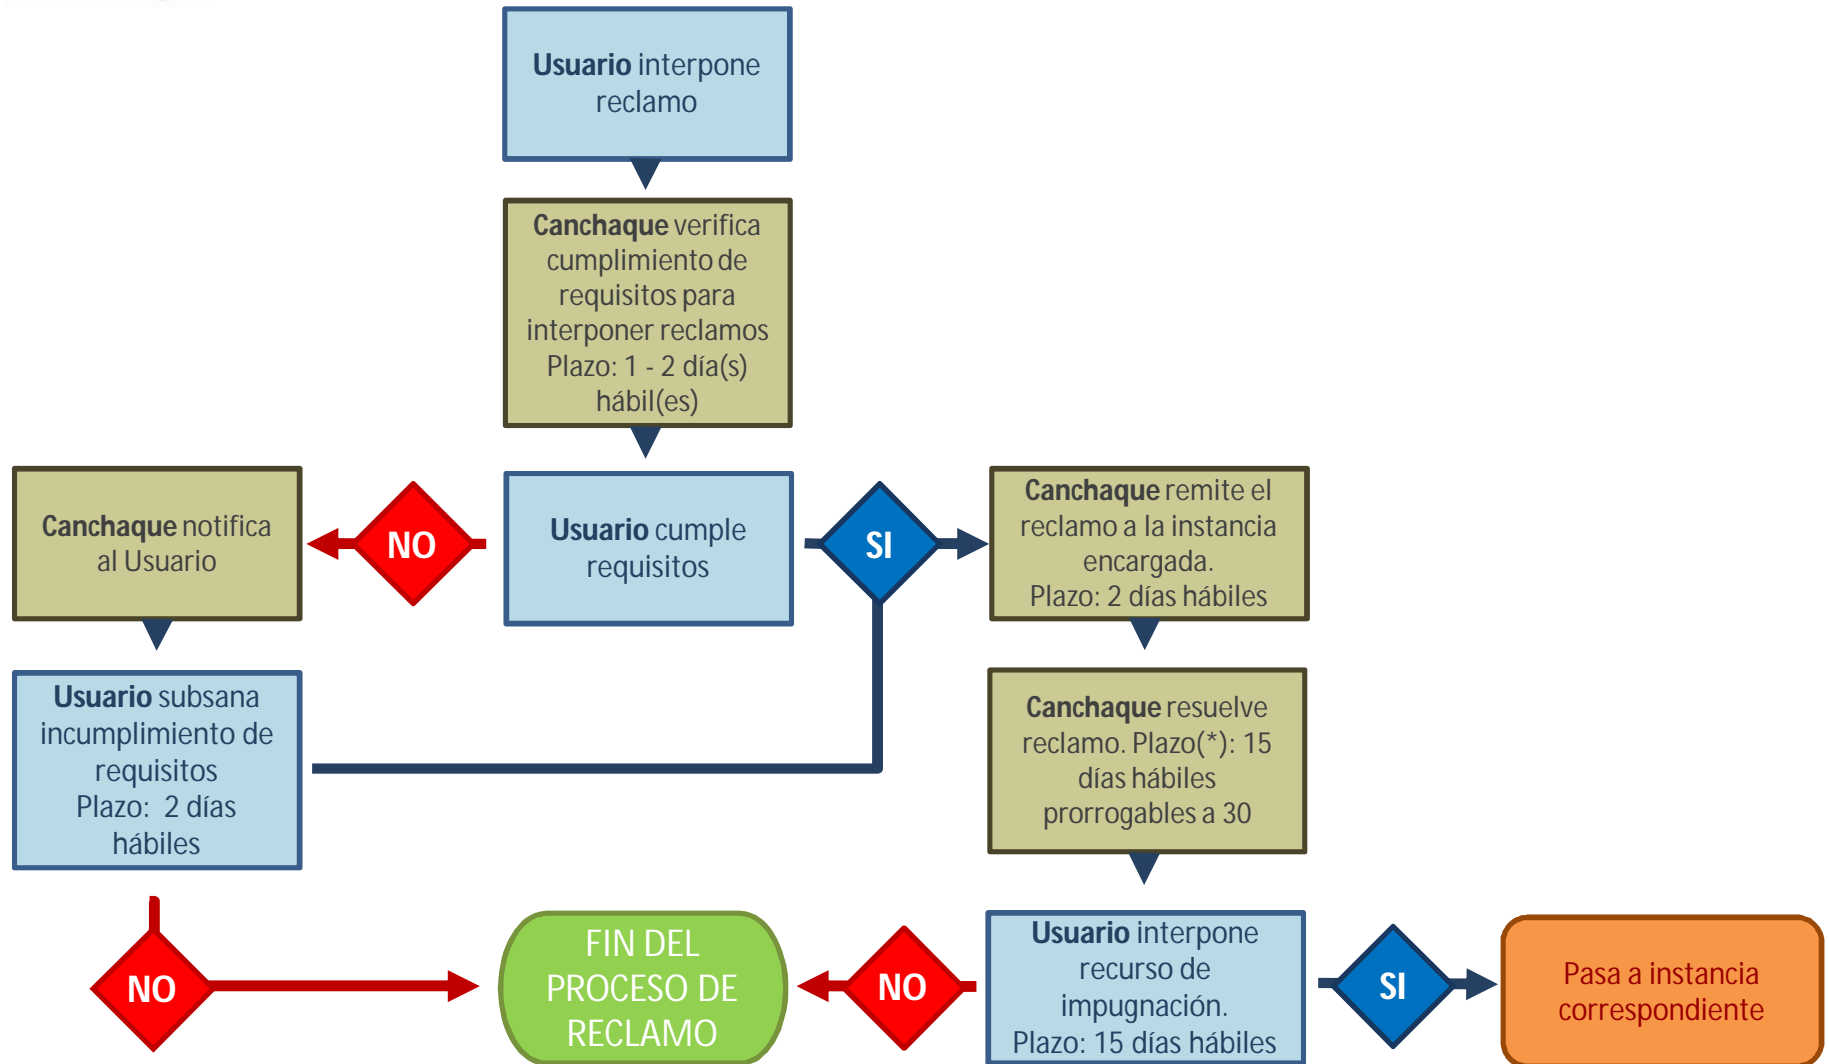 Usuario interpone
reclamo
Canchaque verifica
cumplimiento de
requisitos para
interponer reclamos
Plazo: 1 - 2 día(s)
hábil(es)
Canchaque notifica
al Usuario
NO
Usuario cumple
requisitos
SI
Canchaque remite el
reclamo a la instancia
encargada.
Plazo: 2 días hábiles
Usuario subsana
incumplimiento de
requisitos
Plazo: 2 días
hábiles
Canchaque resuelve
reclamo. Plazo(*): 15
días hábiles
prorrogables a 30
NO
FIN DEL
PROCESO DE
RECLAMO
NO
Usuario interpone
recurso de
impugnación.
Plazo: 15 días hábiles
SI
Pasa a instancia
correspondiente